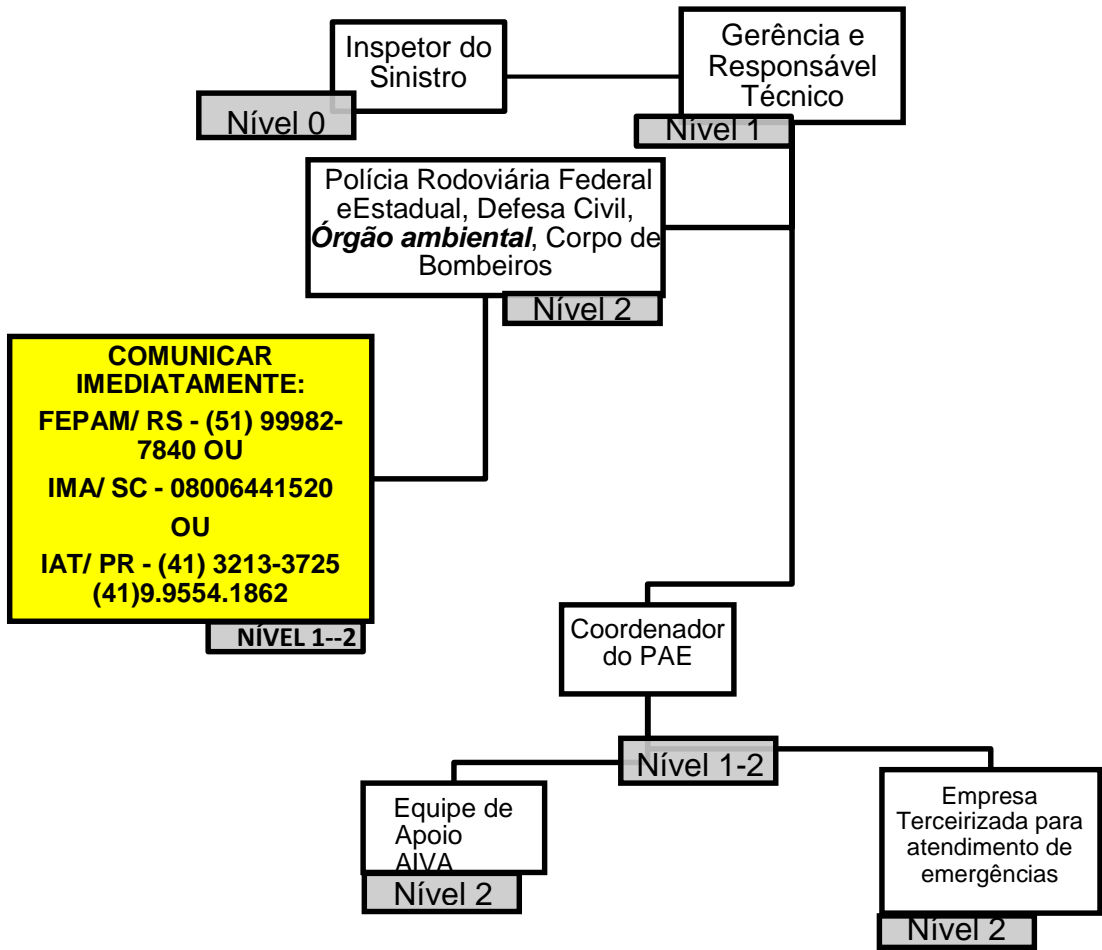 Inspetor do
Sinistro
Nível 0
Gerência e
Responsável
Técnico
Nível 1
Polícia Rodoviária Federal
eEstadual, Defesa Civil,
Órgão ambiental, Corpo de
Bombeiros
Nível 2
COMUNICAR
IMEDIATAMENTE:
FEPAM/ RS - (51) 99982-
7840 OU
IMA/ SC - 08006441520
OU
IAT/ PR - (41) 3213-3725
(41)9.9554.1862
NÍVEL 1--2
Coordenador
do PAE
Nível 1-2
Equipe de
Apoio
AIVA
Nível 2
Empresa
Terceirizada para
atendimento de
emergências
Nível 2